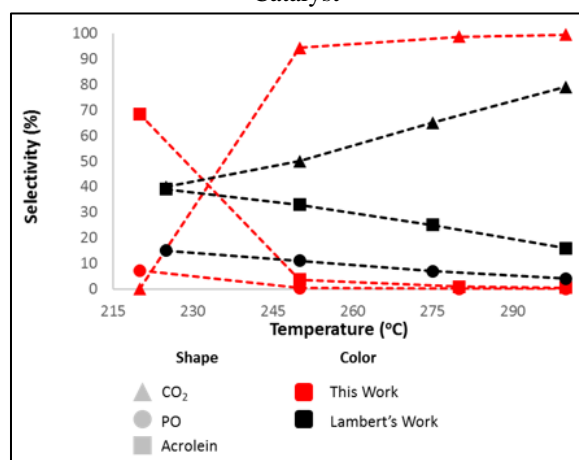 Catalyst
100
90
80
70
60
50
40
30
20
10
0
Selectivity (%)
215 230 245 260 275 290
Temperature (°C)
Shape Color
CO₂ This Work
PO Lambert's Work
Acrolein